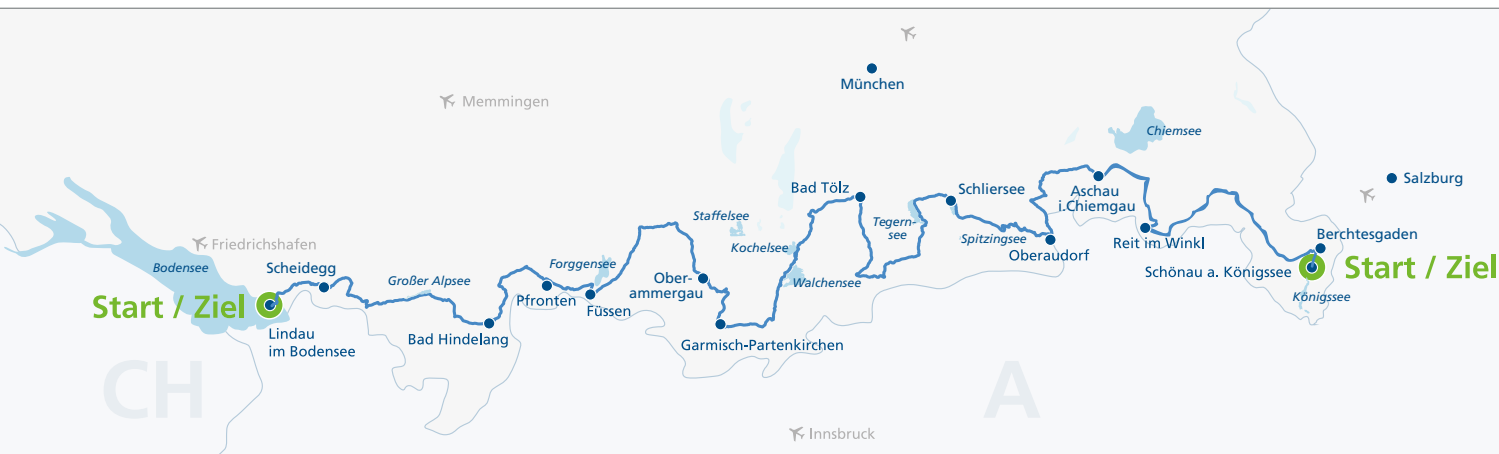 München
Memmingen
Chiemsee
Salzburg
Bad Tölz
Schliersee
Aschau
i.Chiemgau
Staffelsee
Tegern-
see
Kochelsee
Spitzingsee
Oberaudorf
Reit im Winkl
Berchtesgaden
Friedrichshafen
Bodensee
Scheidegg
Großer Alpsee
Forggensee
Ober-
ammergau
Walchensee
Schönau a. Königssee
Start / Ziel
Königssee
Start / Ziel
Pfronten
Füssen
Lindau
im Bodensee
Bad Hindelang
Garmisch-Partenkirchen
CH
A
Innsbruck